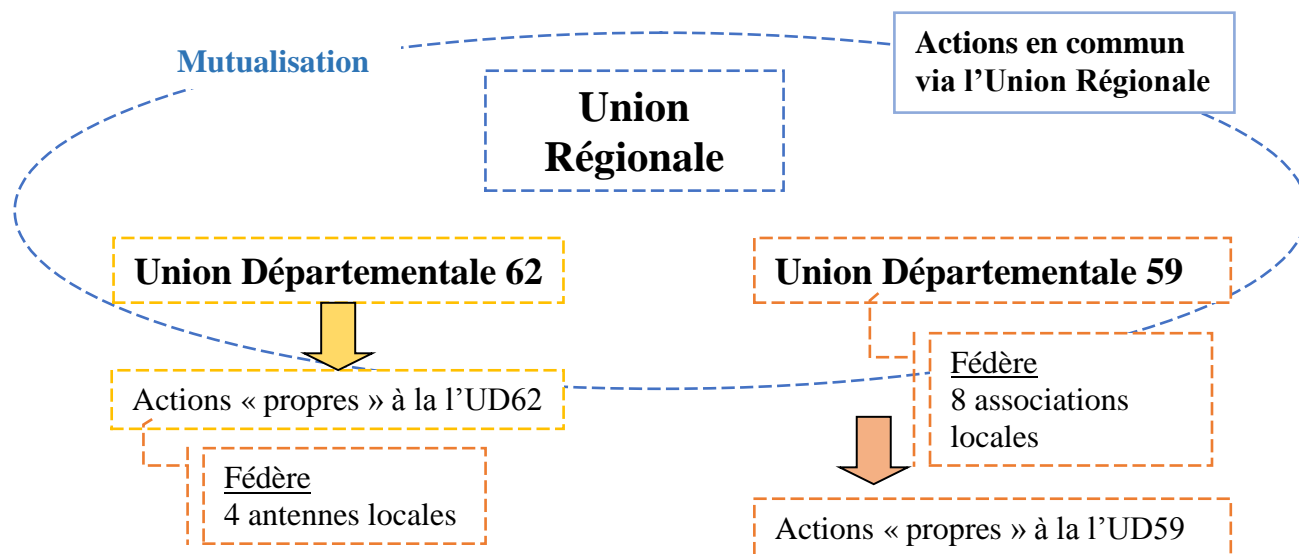 Mutualisation
Actions en commun
via l’Union Régionale
Union
Régionale
Union Départementale 62
Union Départementale 59
Actions « propres » à la l’UD62
Fédère
4 antennes locales
Fédère
8 associations
locales
Actions « propres » à la l’UD59